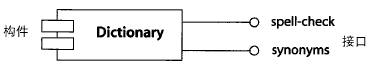 构件
Dictionary
spell-check
synonyms
接口